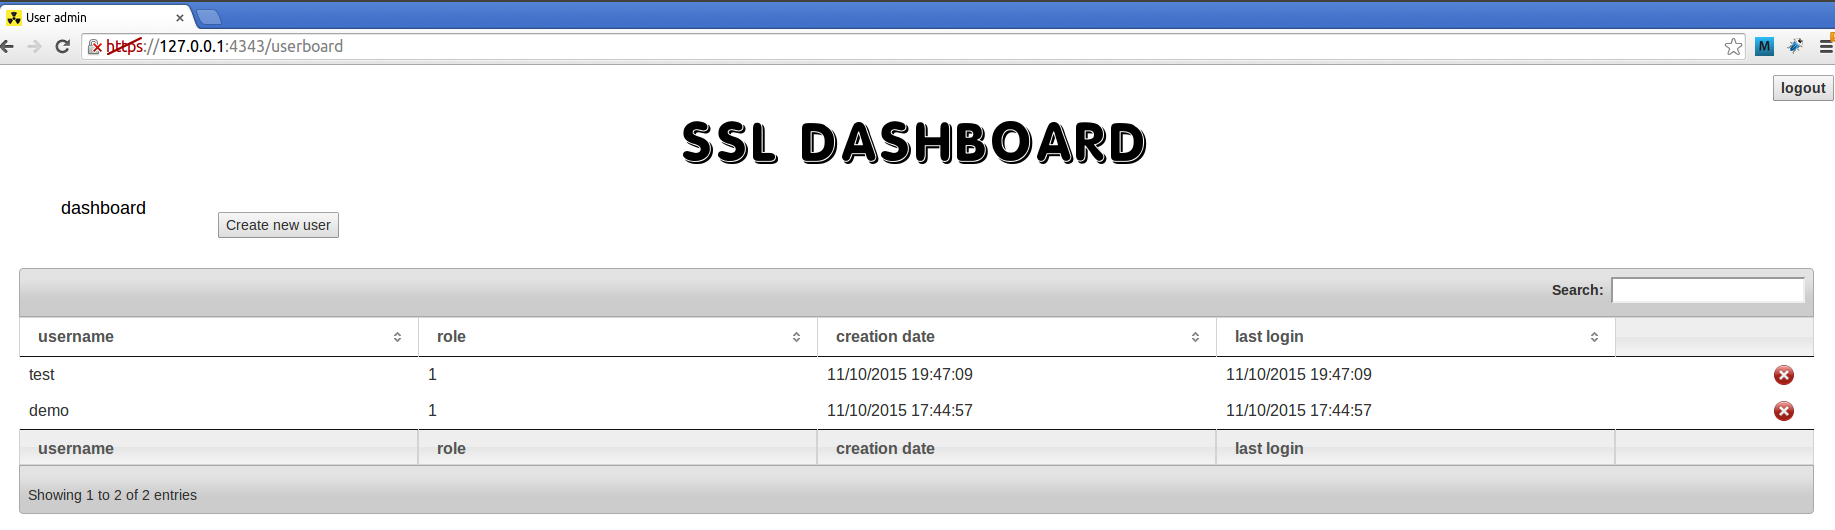 User admin
https://127.0.0.1:4343/userboard
M
logout
SSL DASHBOARD
dashboard
Create new user
Search:
username role creation date last login
test 1 11/10/2015 19:47:09 11/10/2015 19:47:09
demo 1 11/10/2015 17:44:57 11/10/2015 17:44:57
username role creation date last login
Showing 1 to 2 of 2 entries